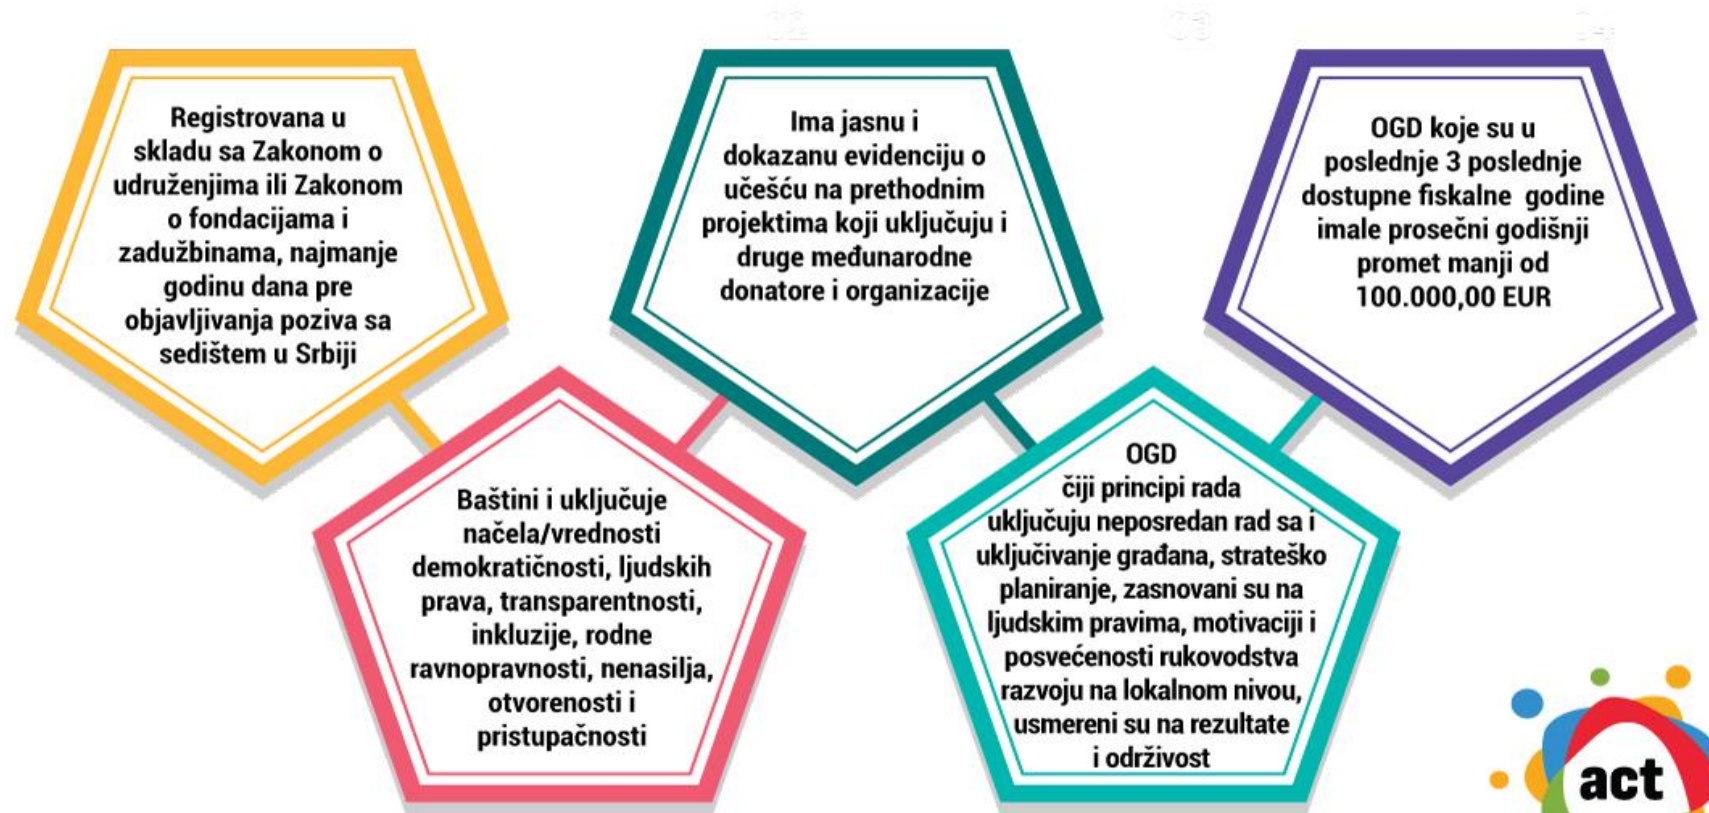 Registrovana u
skladu sa Zakonom o
udruženjima ili Zakonom
o fondacijama i
zadužbinama, najmanje
godinu dana pre
objavljivanja poziva sa
sedištem u Srbiji
Baštini i uključuje
načela/vrednosti
demokratičnosti, ljudskih
prava, transparentnosti,
inkluzije, rodne
ravnopravnosti, nenasilja,
otvorenosti i
pristupačnosti
02
Ima jasnu i
dokazanu evidenciju o
učešću na prethodnim
projektima koji uključuju i
druge međunarodne
donatore i organizacije
03
OGD
čiji principi rada
uključuju neposredan rad sa i
uključivanje građana, strateško
planiranje, zasnovani su na
ljudskim pravima, motivaciji i
posvećenosti rukovodstva
razvoju na lokalnom nivou,
usmereni su na rezultate
i održivost
04
OGD koje su u
poslednje 3 poslednje
dostupne fiskalne  godine
imale prosečni godišnji
promet manji od
100.000,00 EUR
act